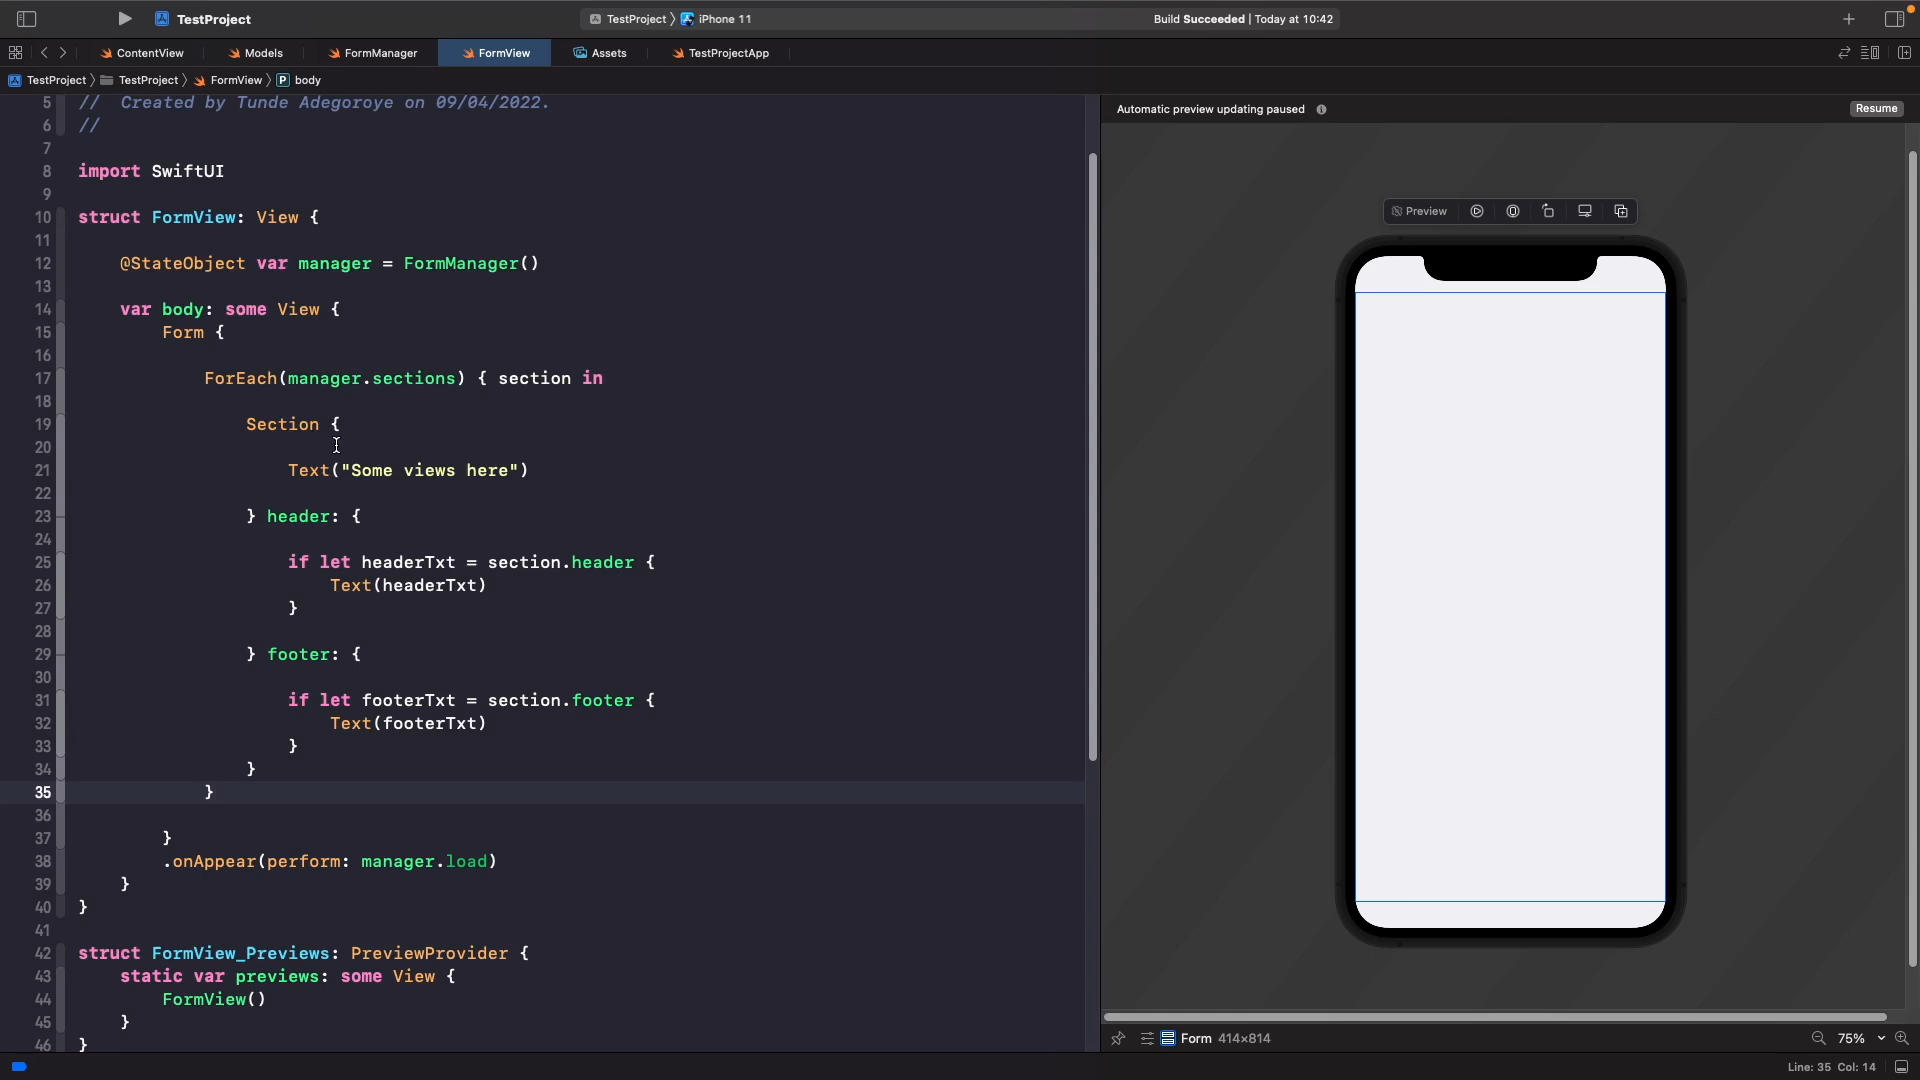 TestProject
TestProject 〉 iPhone 11
Build Succeeded | Today at 10:42
ContentView
Models
FormManager
FormView
Assets
TestProjectApp
TestProject 〉 TestProject 〉 FormView 〉 P body
5 //  Created by Tunde Adegoroye on 09/04/2022.
6 //
7
8 import SwiftUI
9
10 struct FormView: View {
11
12     @StateObject var manager = FormManager()
13
14     var body: some View {
15         Form {
16
17             ForEach(manager.sections) { section in
18
19                 Section {
20
21                     Text("Some views here")
22
23                 } header: {
24
25                     if let headerTxt = section.header {
26                         Text(headerTxt)
27                     }
28
29                 } footer: {
30
31                     if let footerTxt = section.footer {
32                         Text(footerTxt)
33                     }
34                 }
35             }
36
37         }
38         .onAppear(perform: manager.load)
39     }
40 }
41
42 struct FormView_Previews: PreviewProvider {
43     static var previews: some View {
44         FormView()
45     }
46 }
Automatic preview updating paused
Resume
Preview
Form 414×814
75%
Line: 35 Col: 14